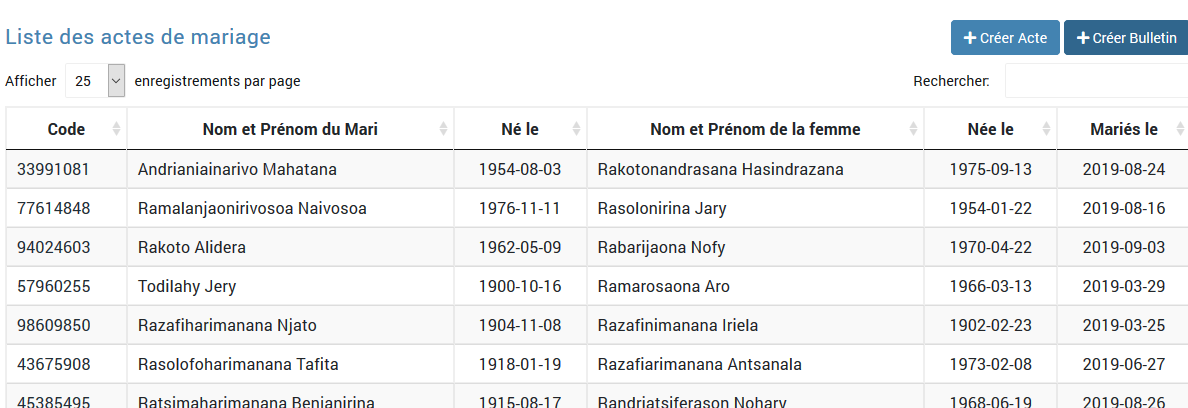 Liste des actes de mariage
Créer Acte Créer Bulletin
Afficher 25 enregistrements par page Rechercher:
Code Nom et Prénom du Mari Né le Nom et Prénom de la femme Née le Mariés le
33991081 Andrianiainarivo Mahatana 1954-08-03 Rakotonandrasana Hasindrazana 1975-09-13 2019-08-24
77614848 Ramalanjaonirivosoa Naivosoa 1976-11-11 Rasolonirina Jary 1954-01-22 2019-08-16
94024603 Rakoto Alidera 1962-05-09 Rabarijaona Nofy 1970-04-22 2019-09-03
57960255 Todilahy Jery 1900-10-16 Ramarosaona Aro 1966-03-13 2019-03-29
98609850 Razafiharimanana Njato 1904-11-08 Razafinimanana Iriela 1902-02-23 2019-03-25
43675908 Rasolofoharimanana Tafita 1918-01-19 Razafiarimanana Antsanala 1973-02-08 2019-06-27
45385495 Ratsimaharimanana Benjanirina 1915-08-17 Randriatsiferason Nohary 1968-06-19 2019-08-26